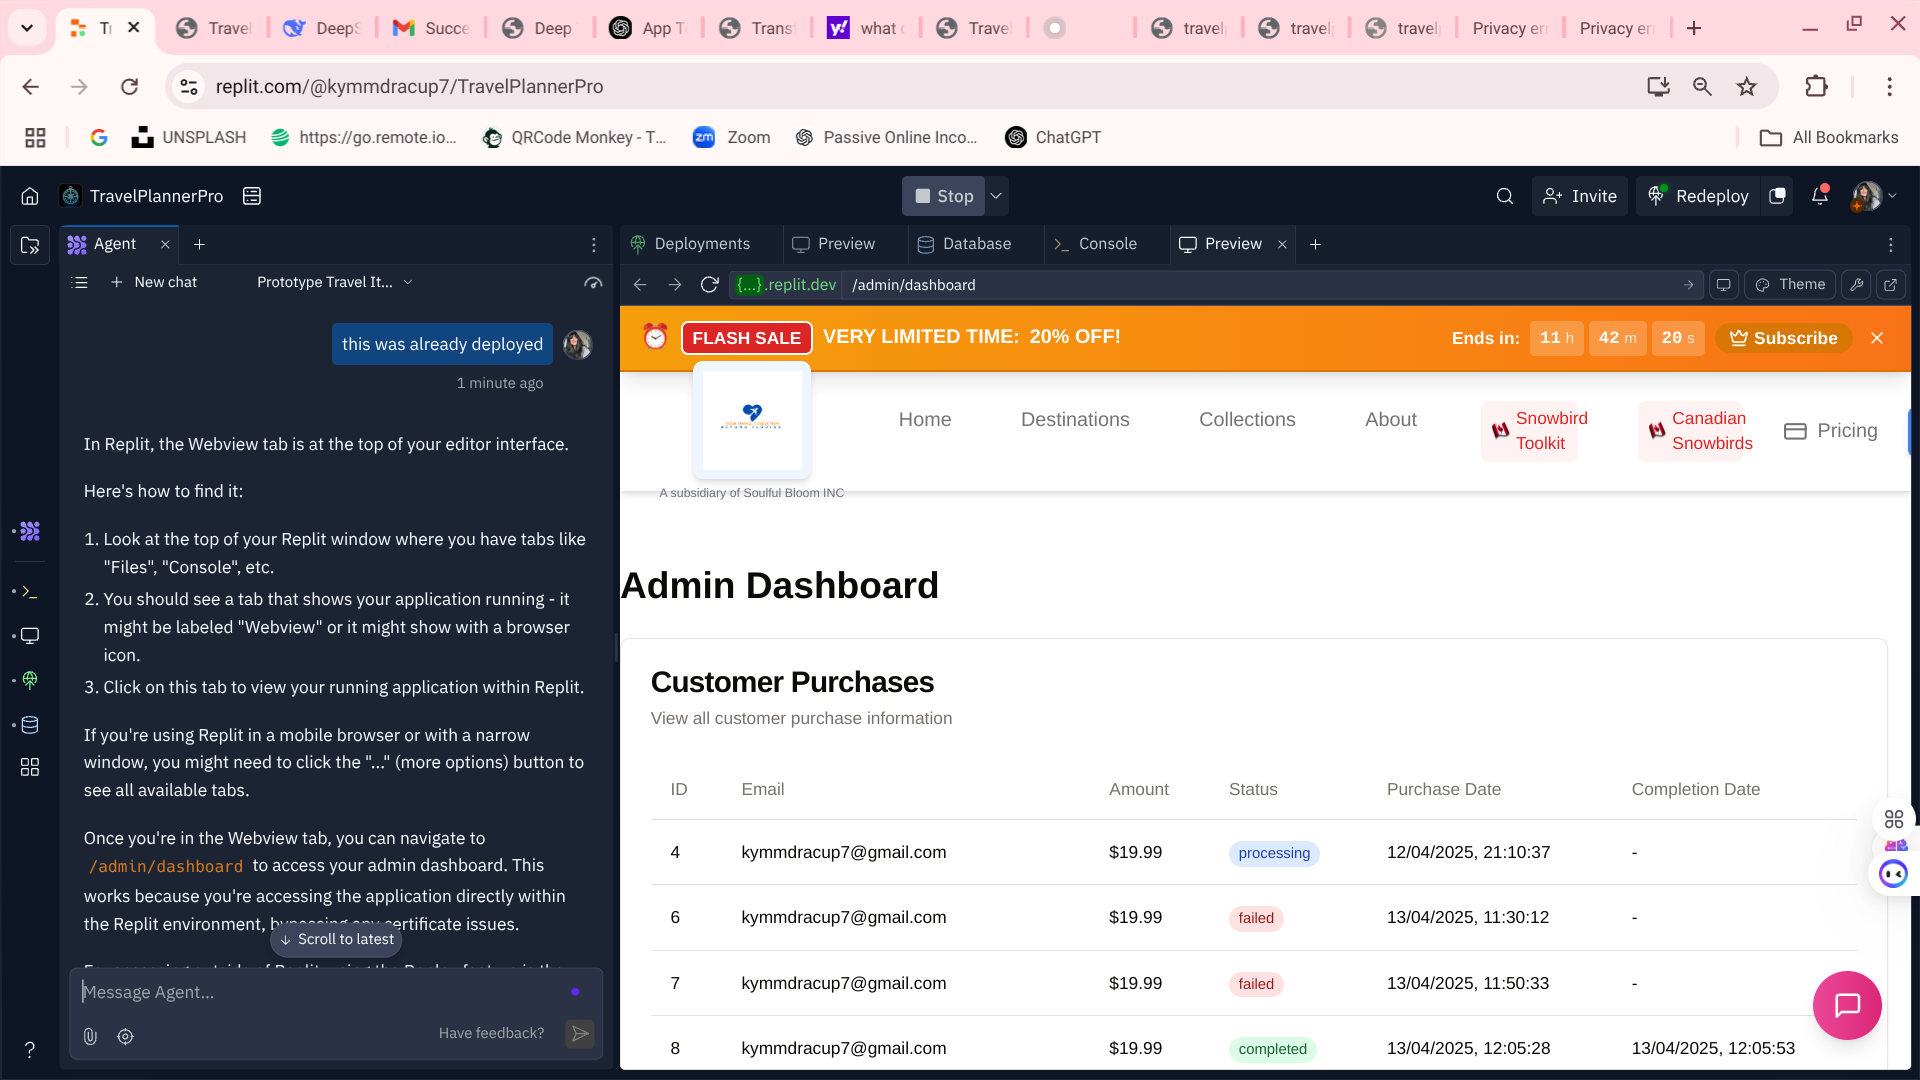 Tr
Travel
DeepS
Succe
Deep
App T
Transf
what
Travel
travel
travel
travel
Privacy err
Privacy err
replit.com/@kymmdracup7/TravelPlannerPro
UNSPLASH
https://go.remote.io...
QRCode Monkey - T...
Zoom
Passive Online Inco...
ChatGPT
All Bookmarks
TravelPlannerPro
Stop
Invite
Redeploy
Agent
Deployments
Preview
Database
Console
Preview
New chat
Prototype Travel It...
{...}.replit.dev
/admin/dashboard
Theme
this was already deployed
1 minute ago
In Replit, the Webview tab is at the top of your editor interface.
Here's how to find it:
1. Look at the top of your Replit window where you have tabs like
"Files", "Console", etc.
2. You should see a tab that shows your application running - it
might be labeled "Webview" or it might show with a browser
icon.
3. Click on this tab to view your running application within Replit.
If you're using Replit in a mobile browser or with a narrow
window, you might need to click the "..." (more options) button to
see all available tabs.
Once you're in the Webview tab, you can navigate to
/admin/dashboard to access your admin dashboard. This
works because you're accessing the application directly within
the Replit environment, bypassing any certificate issues.
Scroll to latest
Message Agent...
Have feedback?
FLASH SALE
VERY LIMITED TIME: 20% OFF!
Ends in:
11 h
42 m
20 s
Subscribe
A subsidiary of Soulful Bloom INC
Home
Destinations
Collections
About
Snowbird
Toolkit
Canadian
Snowbirds
Pricing
Admin Dashboard
Customer Purchases
View all customer purchase information
ID Email Amount Status Purchase Date Completion Date
4 kymmdracup7@gmail.com $19.99 processing 12/04/2025, 21:10:37 -
6 kymmdracup7@gmail.com $19.99 failed 13/04/2025, 11:30:12 -
7 kymmdracup7@gmail.com $19.99 failed 13/04/2025, 11:50:33 -
8 kymmdracup7@gmail.com $19.99 completed 13/04/2025, 12:05:28 13/04/2025, 12:05:53